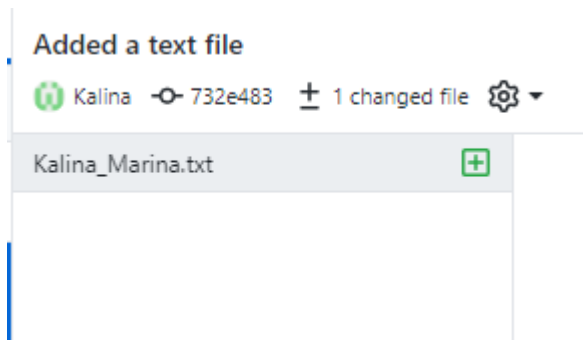 Added a text file
Kalina 732e483 1 changed file
Kalina_Marina.txt